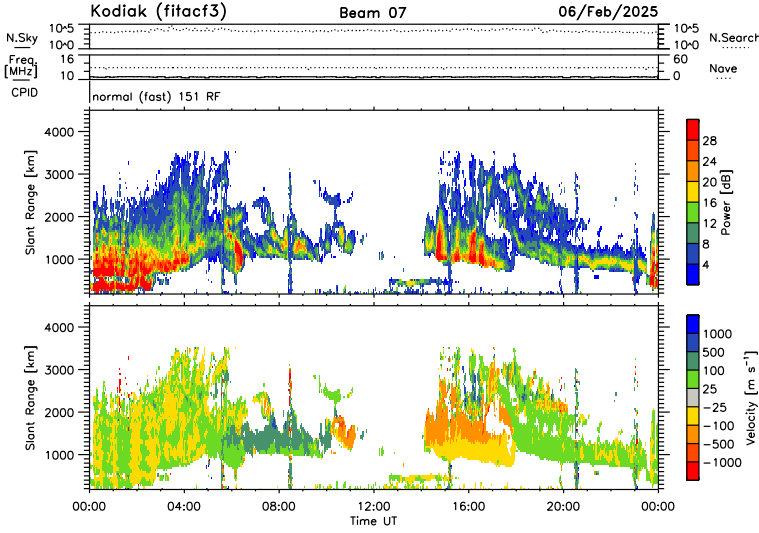 Kodiak (fitacf3) Beam 07 06/Feb/2025
N.Sky 10^5 10^0 10^5 10^0 N.Search
Freq. [MHz] 16 10 60 0 Nave
CPID normal (fast) 151 RF
Slant Range [km]
4000
3000
2000
1000
Power [dB]
28
24
20
16
12
8
4
Slant Range [km]
4000
3000
2000
1000
Velocity [m s⁻¹]
1000
500
100
25
−25
−100
−500
−1000
00:00 04:00 08:00 12:00 16:00 20:00 00:00
Time UT